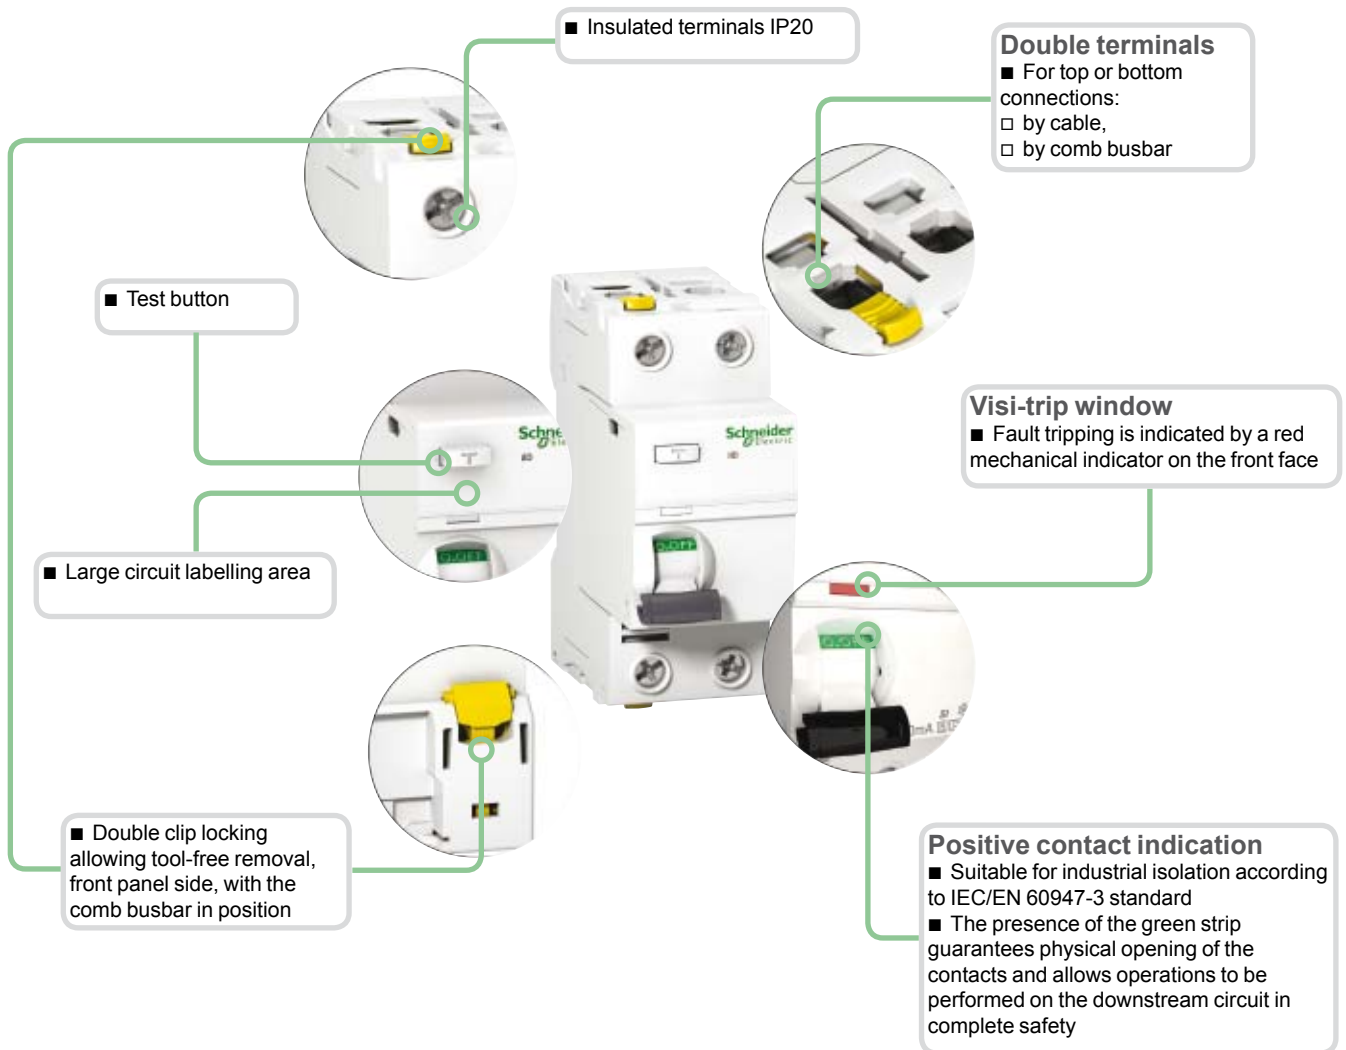 ■ Insulated terminals IP20
Double terminals
■ For top or bottom
connections:
□ by cable,
□ by comb busbar
■ Test button
Schneider
Electric
Visi-trip window
■ Fault tripping is indicated by a red
mechanical indicator on the front face
■ Large circuit labelling area
O.OFF
■ Double clip locking
allowing tool-free removal,
front panel side, with the
comb busbar in position
Positive contact indication
■ Suitable for industrial isolation according
to IEC/EN 60947-3 standard
■ The presence of the green strip
guarantees physical opening of the
contacts and allows operations to be
performed on the downstream circuit in
complete safety